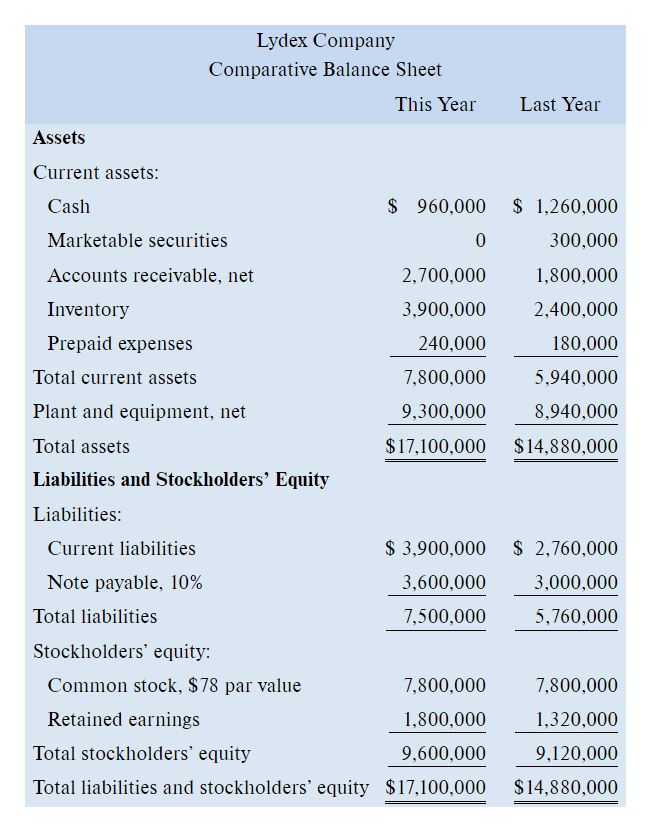 Lydex Company
Comparative Balance Sheet
This Year Last Year
Assets
Current assets:
Cash $ 960,000 $ 1,260,000
Marketable securities 0 300,000
Accounts receivable, net 2,700,000 1,800,000
Inventory 3,900,000 2,400,000
Prepaid expenses 240,000 180,000
Total current assets 7,800,000 5,940,000
Plant and equipment, net 9,300,000 8,940,000
Total assets $17,100,000 $14,880,000
Liabilities and Stockholders’ Equity
Liabilities:
Current liabilities $ 3,900,000 $ 2,760,000
Note payable, 10% 3,600,000 3,000,000
Total liabilities 7,500,000 5,760,000
Stockholders’ equity:
Common stock, $78 par value 7,800,000 7,800,000
Retained earnings 1,800,000 1,320,000
Total stockholders’ equity 9,600,000 9,120,000
Total liabilities and stockholders’ equity $17,100,000 $14,880,000